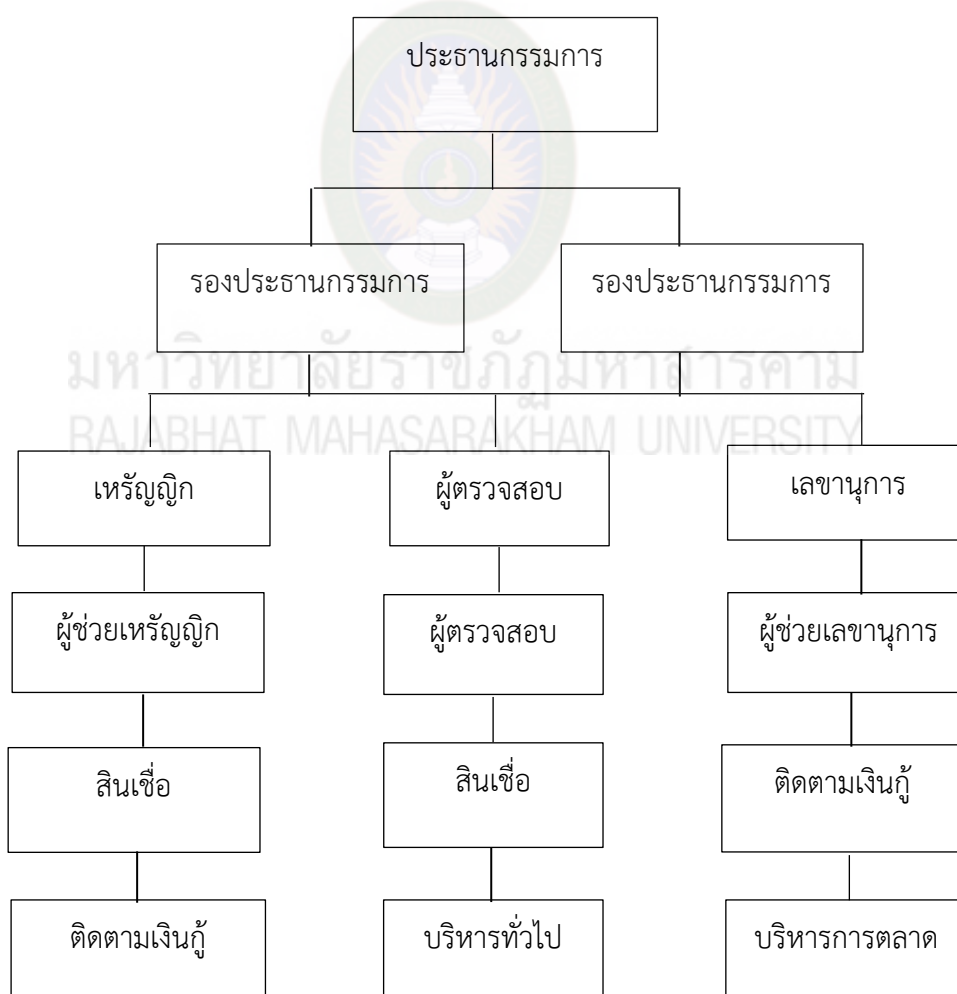 ประธานกรรมการ
รองประธานกรรมการ
รองประธานกรรมการ
มหาวิทยาลัยราชภัฏมหาสารคาม
RAJABHAT MAHASARAKHAM UNIVERSITY
เหรัญญิก
ผู้ตรวจสอบ
เลขานุการ
ผู้ช่วยเหรัญญิก
ผู้ตรวจสอบ
ผู้ช่วยเลขานุการ
สินเชื่อ
สินเชื่อ
ติดตามเงินกู้
ติดตามเงินกู้
บริหารทั่วไป
บริหารการตลาด